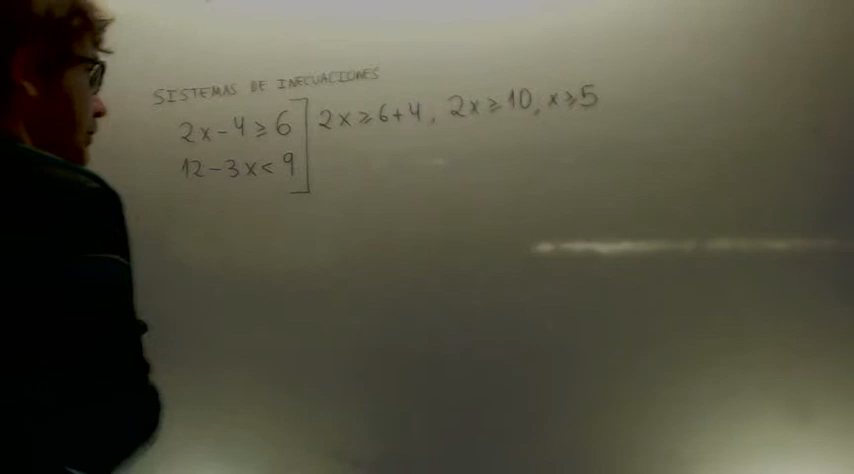 SISTEMAS DE INECUACIONES
2x - 4 ≥ 6] 2x ≥ 6 + 4, 2x ≥ 10, x ≥ 5
12 - 3x < 9